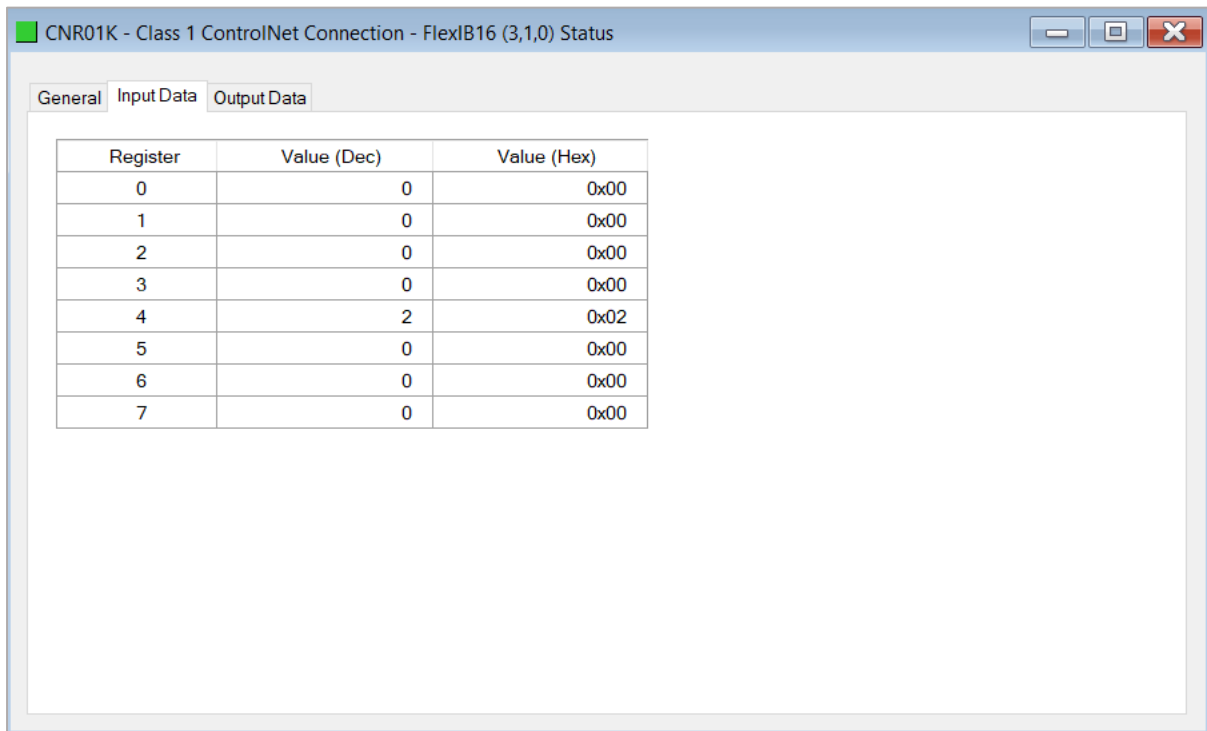 CNR01K - Class 1 ControlNet Connection - FlexIB16 (3,1,0) Status
General Input Data Output Data
Register Value (Dec) Value (Hex)
0 0 0x00
1 0 0x00
2 0 0x00
3 0 0x00
4 2 0x02
5 0 0x00
6 0 0x00
7 0 0x00